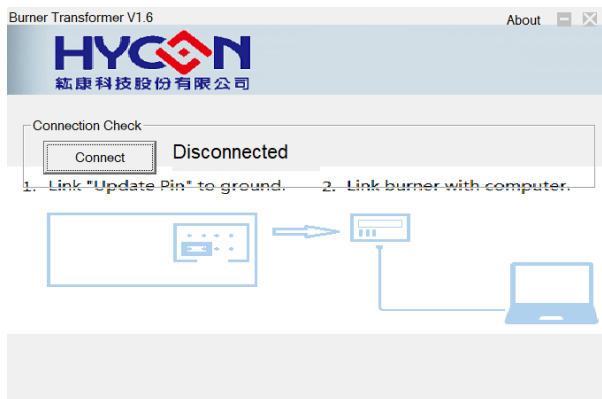 Burner Transformer V1.6
About
HYCON
紘康科技股份有限公司
Connection Check
Connect
Disconnected
1. Link "Update Pin" to ground.
2. Link burner with computer.